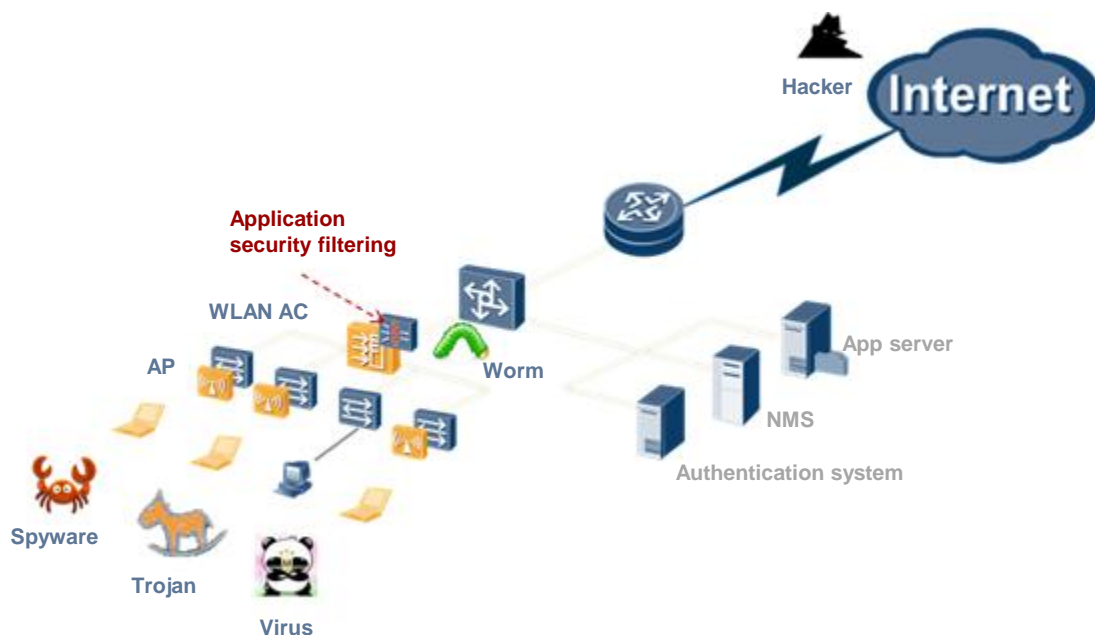 Hacker
Internet
Application
security filtering
WLAN AC
AP
Worm
App server
NMS
Authentication system
Spyware
Trojan
Virus